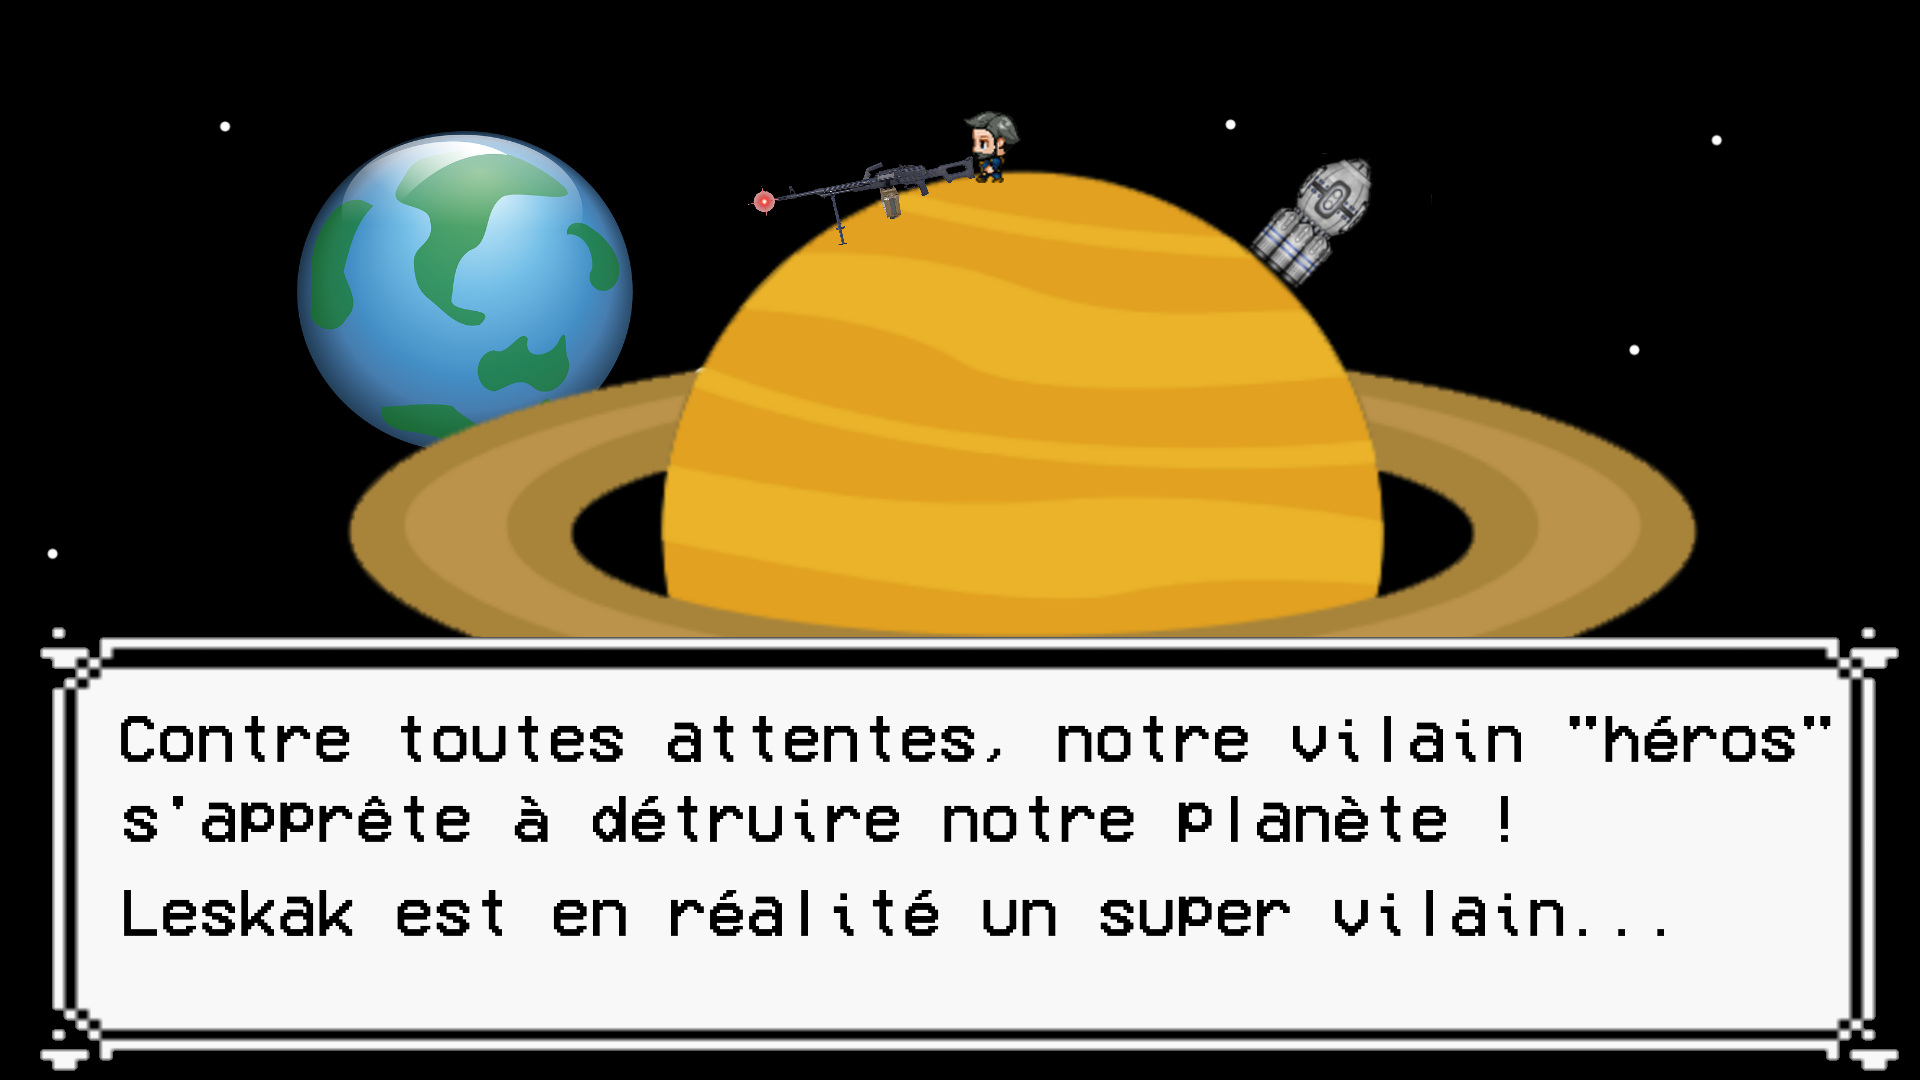 Contre toutes attentes, notre vilain "héros"
s'apprête à détruire notre planète !
Leskak est en réalité un super vilain...